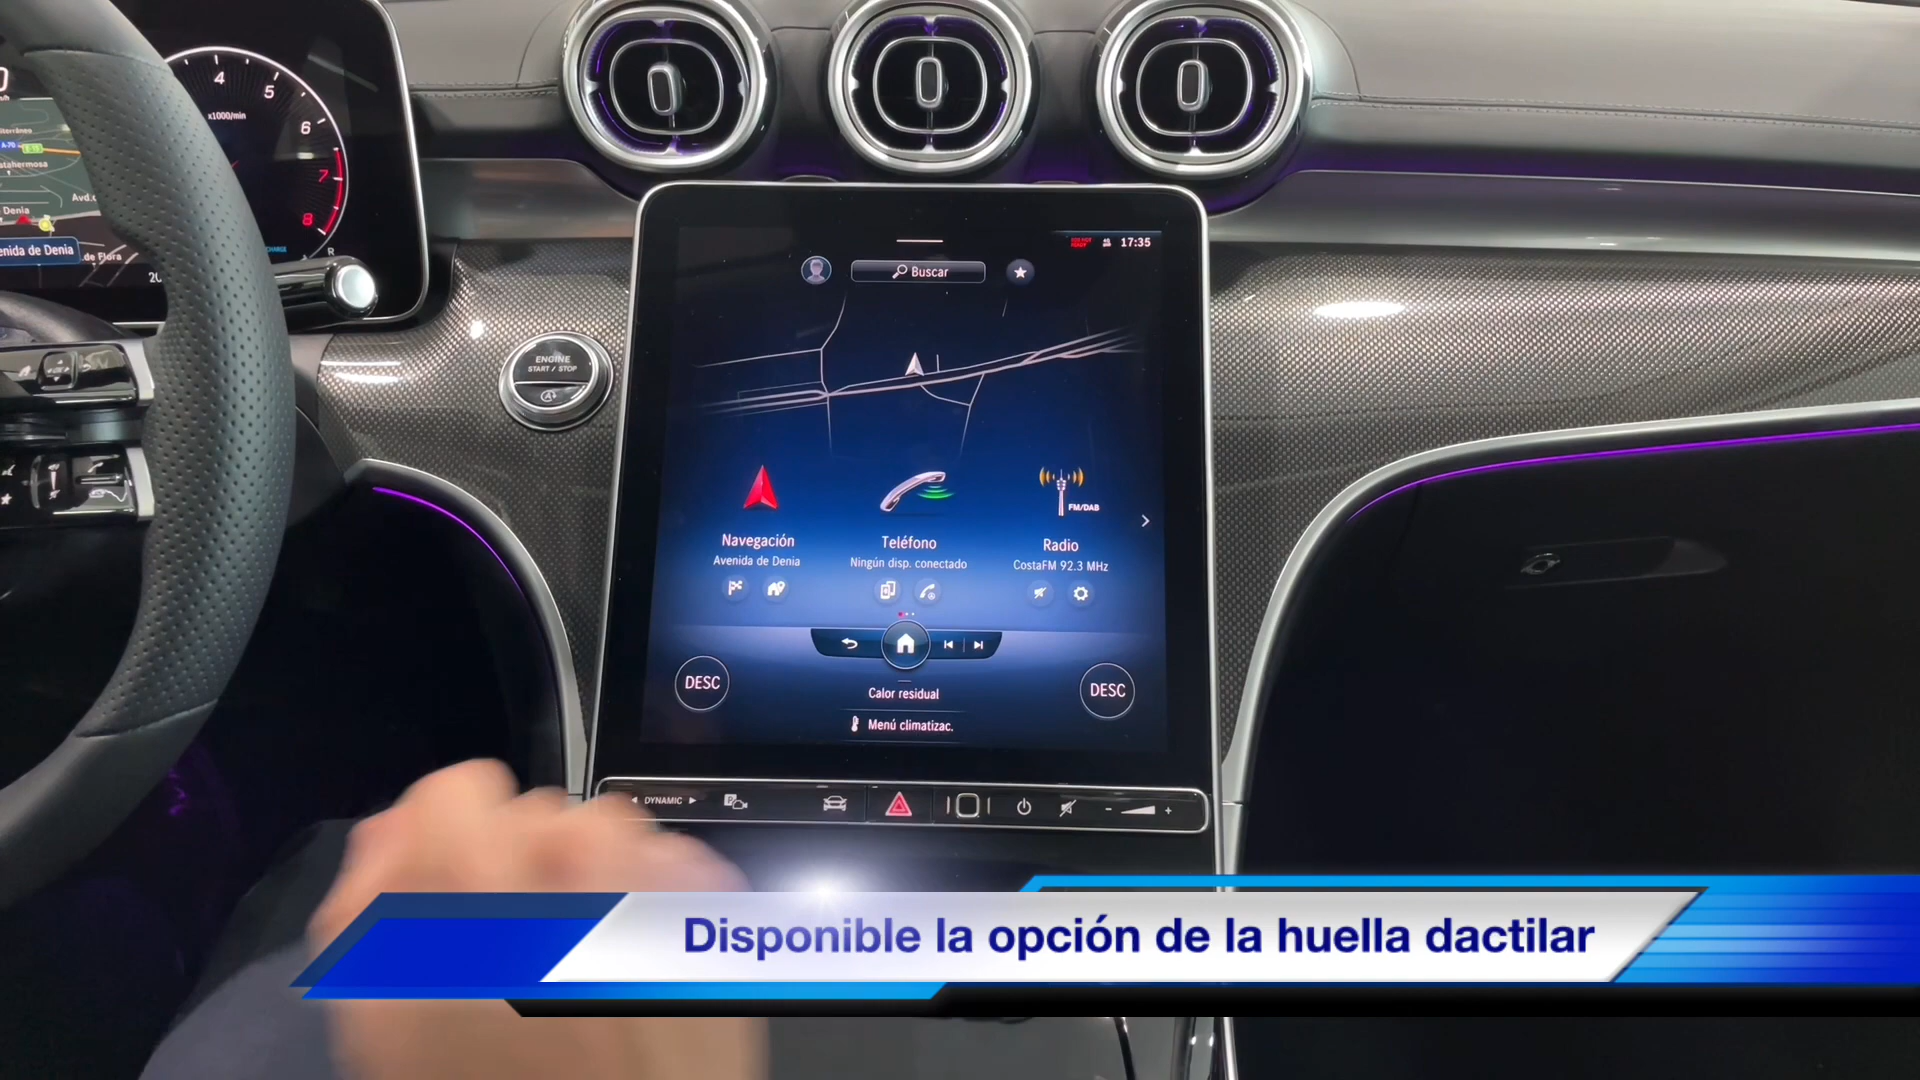 4
5
x1000/min
6
7
8
A-70
Avd.
Denia
enida de Denia
de Flora
R
ENGINE
START / STOP
17:35
Buscar
FM/DAB
Navegación
Teléfono
Radio
Avenida de Denia
Ningún disp. conectado
CostaFM 92.3 MHz
DESC
DESC
Calor residual
Menú climatizac.
DYNAMIC
Disponible la opción de la huella dactilar